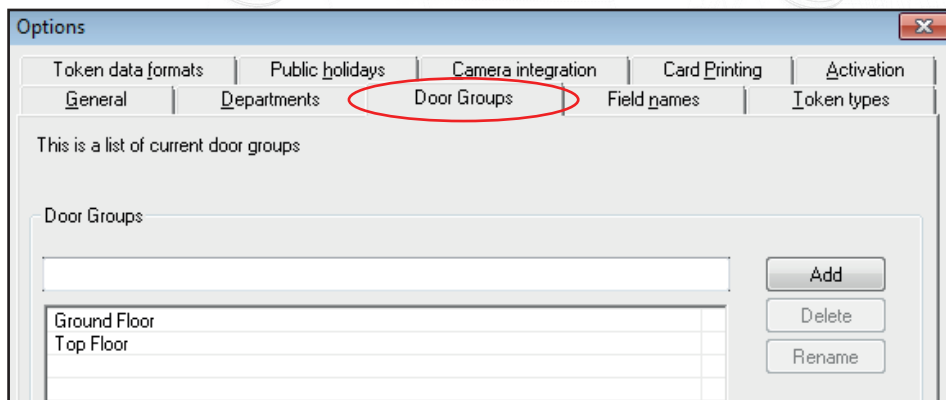 Options
Token data formats Public holidays Camera integration Card Printing Activation
General Departments Door Groups Field names Token types
This is a list of current door groups
Door Groups
Add
Ground Floor Delete
Top Floor
Rename